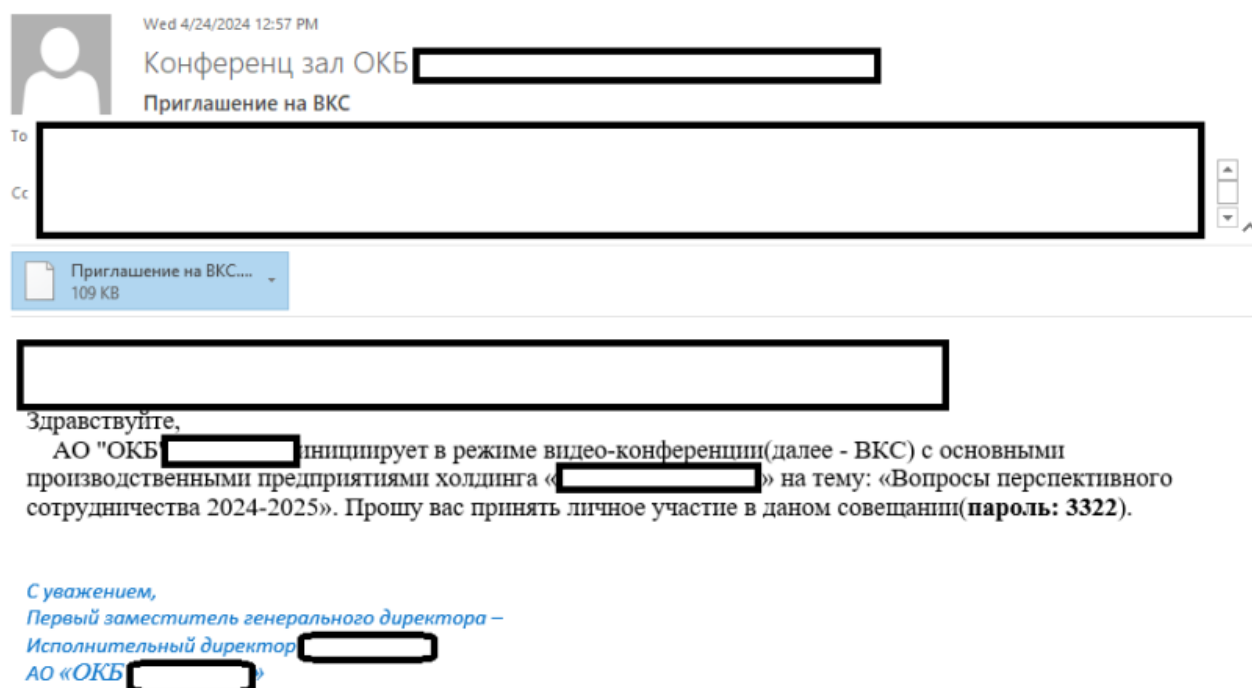 Wed 4/24/2024 12:57 PM
Конференц зал ОКБ
Приглашение на ВКС
To
Cc
Приглашение на ВКС....
109 KB
Здравствуйте,
АО "ОКБ" инициирует в режиме видео-конференции(далее - ВКС) с основными
производственными предприятиями холдинга «» на тему: «Вопросы перспективного
сотрудничества 2024-2025». Прошу вас принять личное участие в даном совещании(пароль: 3322).
С уважением,
Первый заместитель генерального директора –
Исполнительный директор
АО «ОКБ »